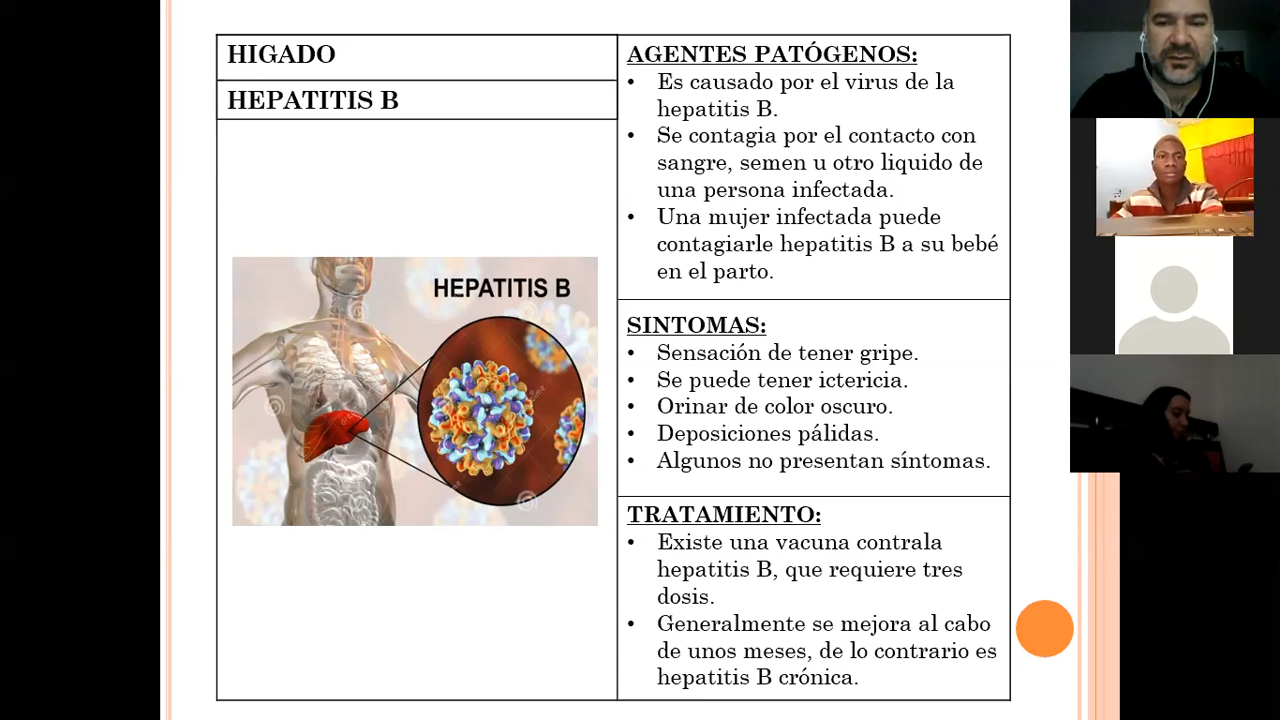 HIGADO
HEPATITIS B
HEPATITIS B
AGENTES PATÓGENOS:
• Es causado por el virus de la
hepatitis B.
• Se contagia por el contacto con
sangre, semen u otro liquido de
una persona infectada.
• Una mujer infectada puede
contagiarle hepatitis B a su bebé
en el parto.
SINTOMAS:
• Sensación de tener gripe.
• Se puede tener ictericia.
• Orinar de color oscuro.
• Deposiciones pálidas.
• Algunos no presentan síntomas.
TRATAMIENTO:
• Existe una vacuna contrala
hepatitis B, que requiere tres
dosis.
• Generalmente se mejora al cabo
de unos meses, de lo contrario es
hepatitis B crónica.